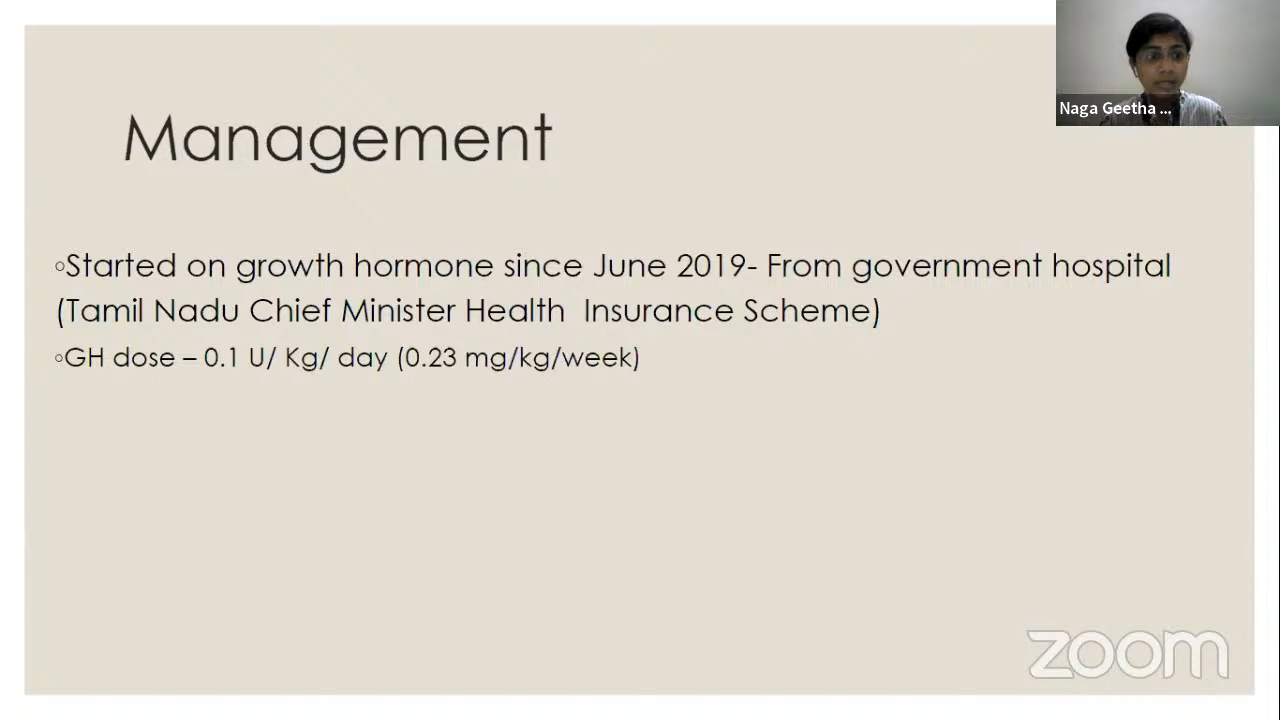 Naga Geetha ...
Management
◦Started on growth hormone since June 2019- From government hospital
(Tamil Nadu Chief Minister Health  Insurance Scheme)
◦GH dose – 0.1 U/ Kg/ day (0.23 mg/kg/week)
zoom